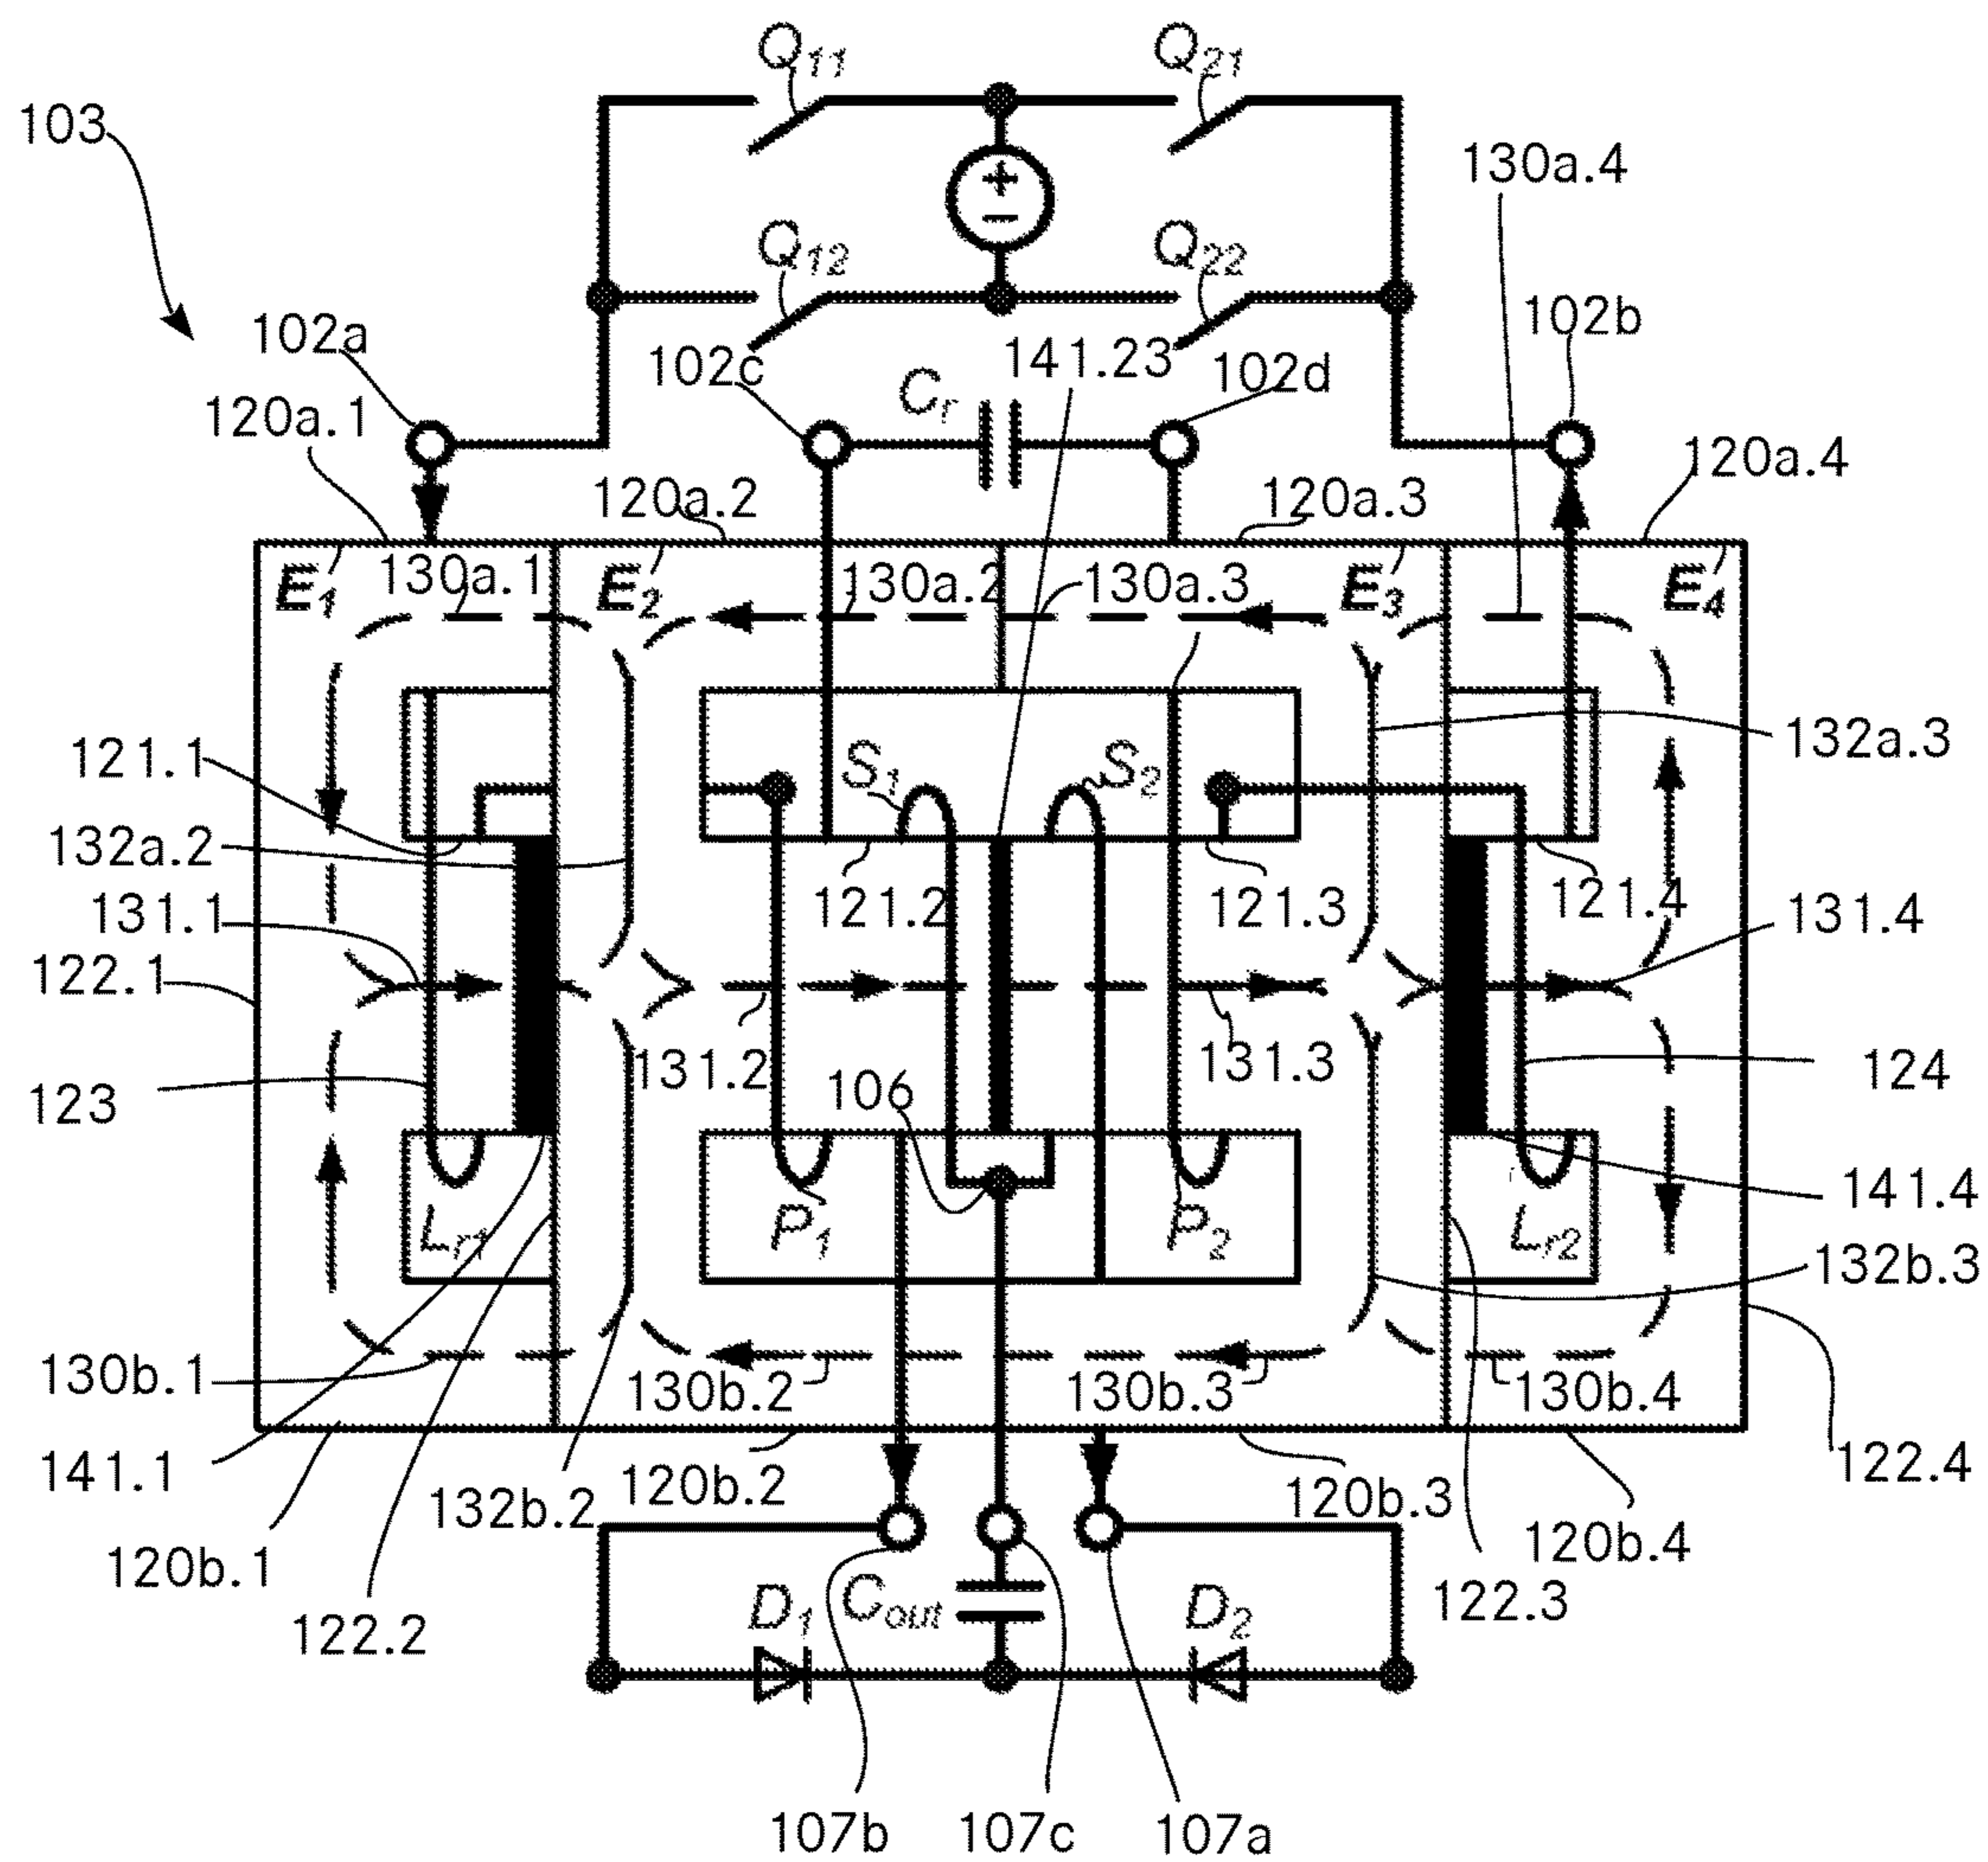 Q11 Q21
103
130a.4
Q12 Q22
102a 102c 141.23 102d 102b
120a.1 Cr
120a.2 120a.3 120a.4
E1 130a.1 E2 130a.2 130a.3 E3 E4
121.1 S1 S2 132a.3
132a.2
131.1 121.2 121.3 121.4 131.4
122.1
131.2 131.3
123 106 124
141.4
Lr1 P1 P2 Lr2
132b.3
130b.1 130b.2 130b.3 130b.4
141.1 120b.2 122.4
132b.2 120b.3
120b.1 120b.4
D1 Cout D2 122.3
122.2
107b 107c 107a
+
−